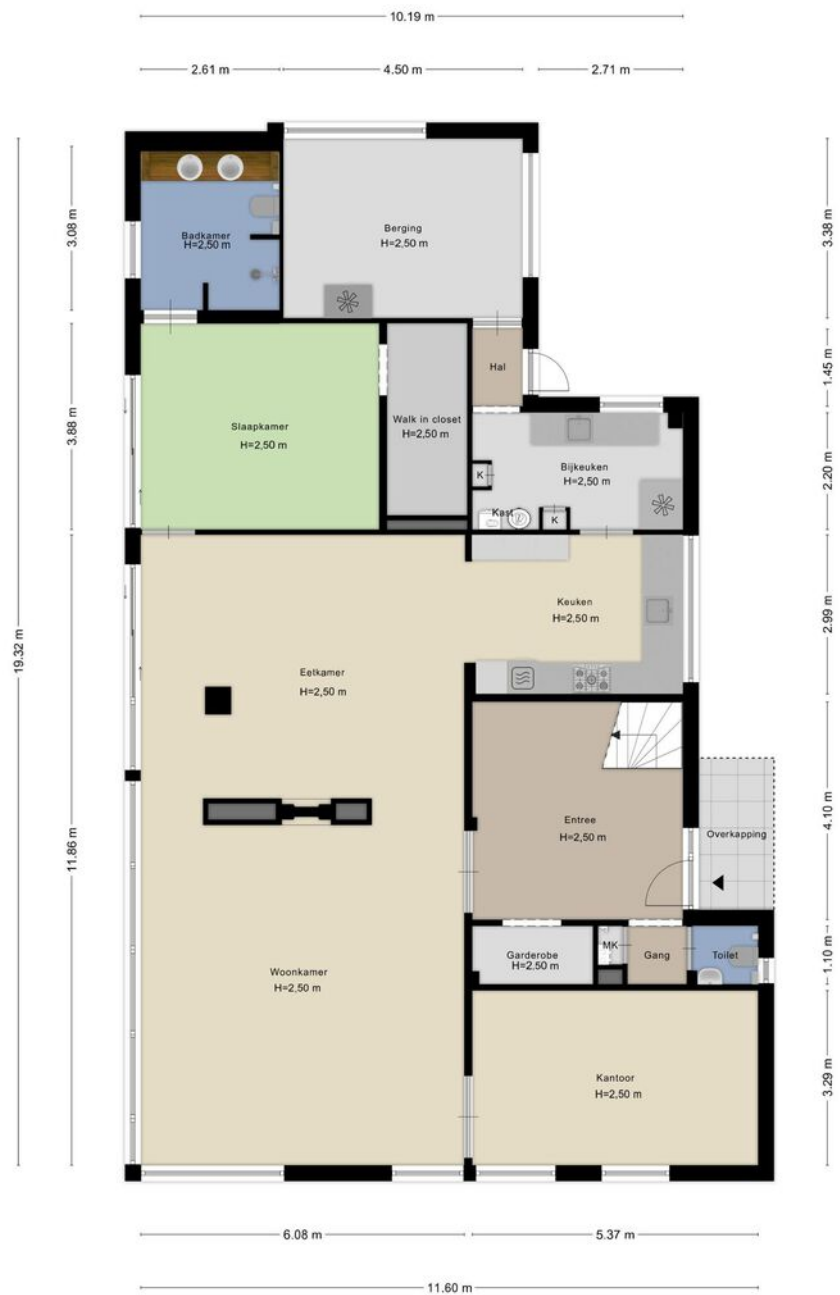 10.19 m
2.61 m
4.50 m
2.71 m
19.32 m
3.08 m
3.88 m
11.86 m
3.38 m
1.45 m
2.20 m
2.99 m
4.10 m
1.10 m
3.29 m
Badkamer
H=2,50 m
Berging
H=2,50 m
Slaapkamer
H=2,50 m
Walk in closet
H=2,50 m
Hal
Bijkeuken
H=2,50 m
K
Kast
K
Keuken
H=2,50 m
Eetkamer
H=2,50 m
Entree
H=2,50 m
Overkapping
Garderobe
H=2,50 m
MK
Gang
Toilet
Woonkamer
H=2,50 m
Kantoor
H=2,50 m
6.08 m
5.37 m
11.60 m